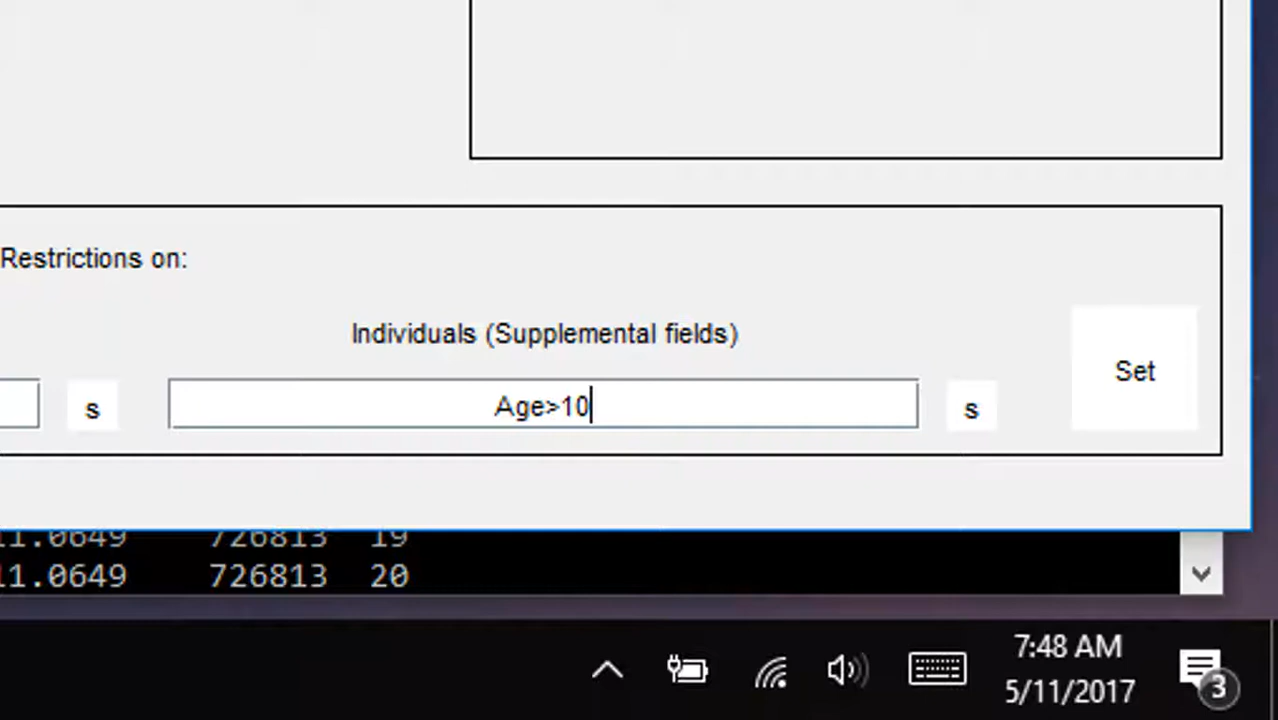 Restrictions on:
Individuals (Supplemental fields)
Set
s
Age>10
s
11.0649 726813 19
11.0649 726813 20
7:48 AM
5/11/2017
3